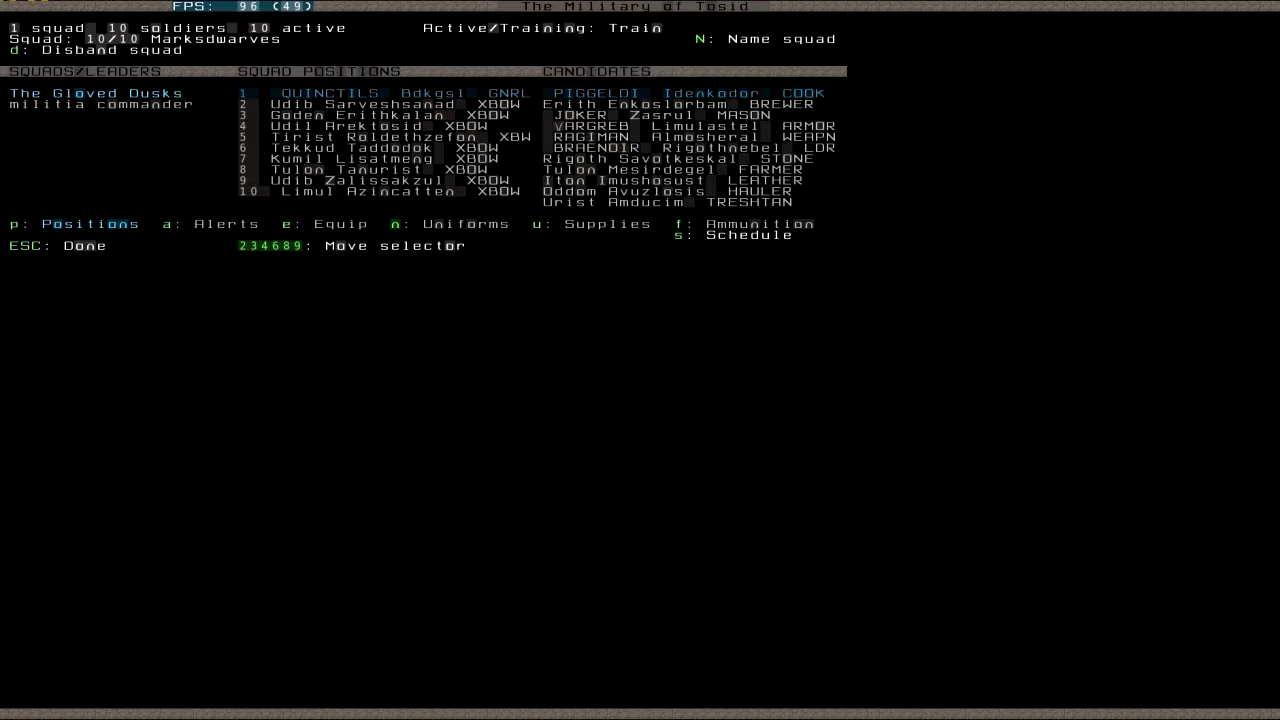 FPS: 96 (49) The Military of Tosid
1 squad 10 soldiers 10 active Active/Training: Train
Squad: 10/10 Marksdwarves N: Name squad
d: Disband squad
SQUADS/LEADERS SQUAD POSITIONS CANDIDATES
The Gloved Dusks 1 QUINCTILS Bdkgsl GNRL PIGGELDI Idenkodor COOK
militia commander 2 Udib Sarveshsanad XBOW Erith Enkoslorbam BREWER
3 Goden Erithkalan XBOW JOKER Zasrul MASON
4 Udil Arektosid XBOW VARGREB Limulastel ARMOR
5 Tirist Roldethzefon XBW RAGIMAN Almosheral WEAPN
6 Tekkud Taddodok XBOW BRAENOIR Rigothnebel LDR
7 Kumil Lisatmeng XBOW Rigoth Savotkeskal STONE
8 Tulon Tanurist XBOW Tulon Mesirdegel FARMER
9 Udib Zalissakzul XBOW Iton Imushosust LEATHER
10 Limul Azincatten XBOW Oddom Avuzlosis HAULER
Urist Amducim TRESHTAN
p: Positions a: Alerts e: Equip n: Uniforms u: Supplies f: Ammunition
s: Schedule
ESC: Done 234689: Move selector